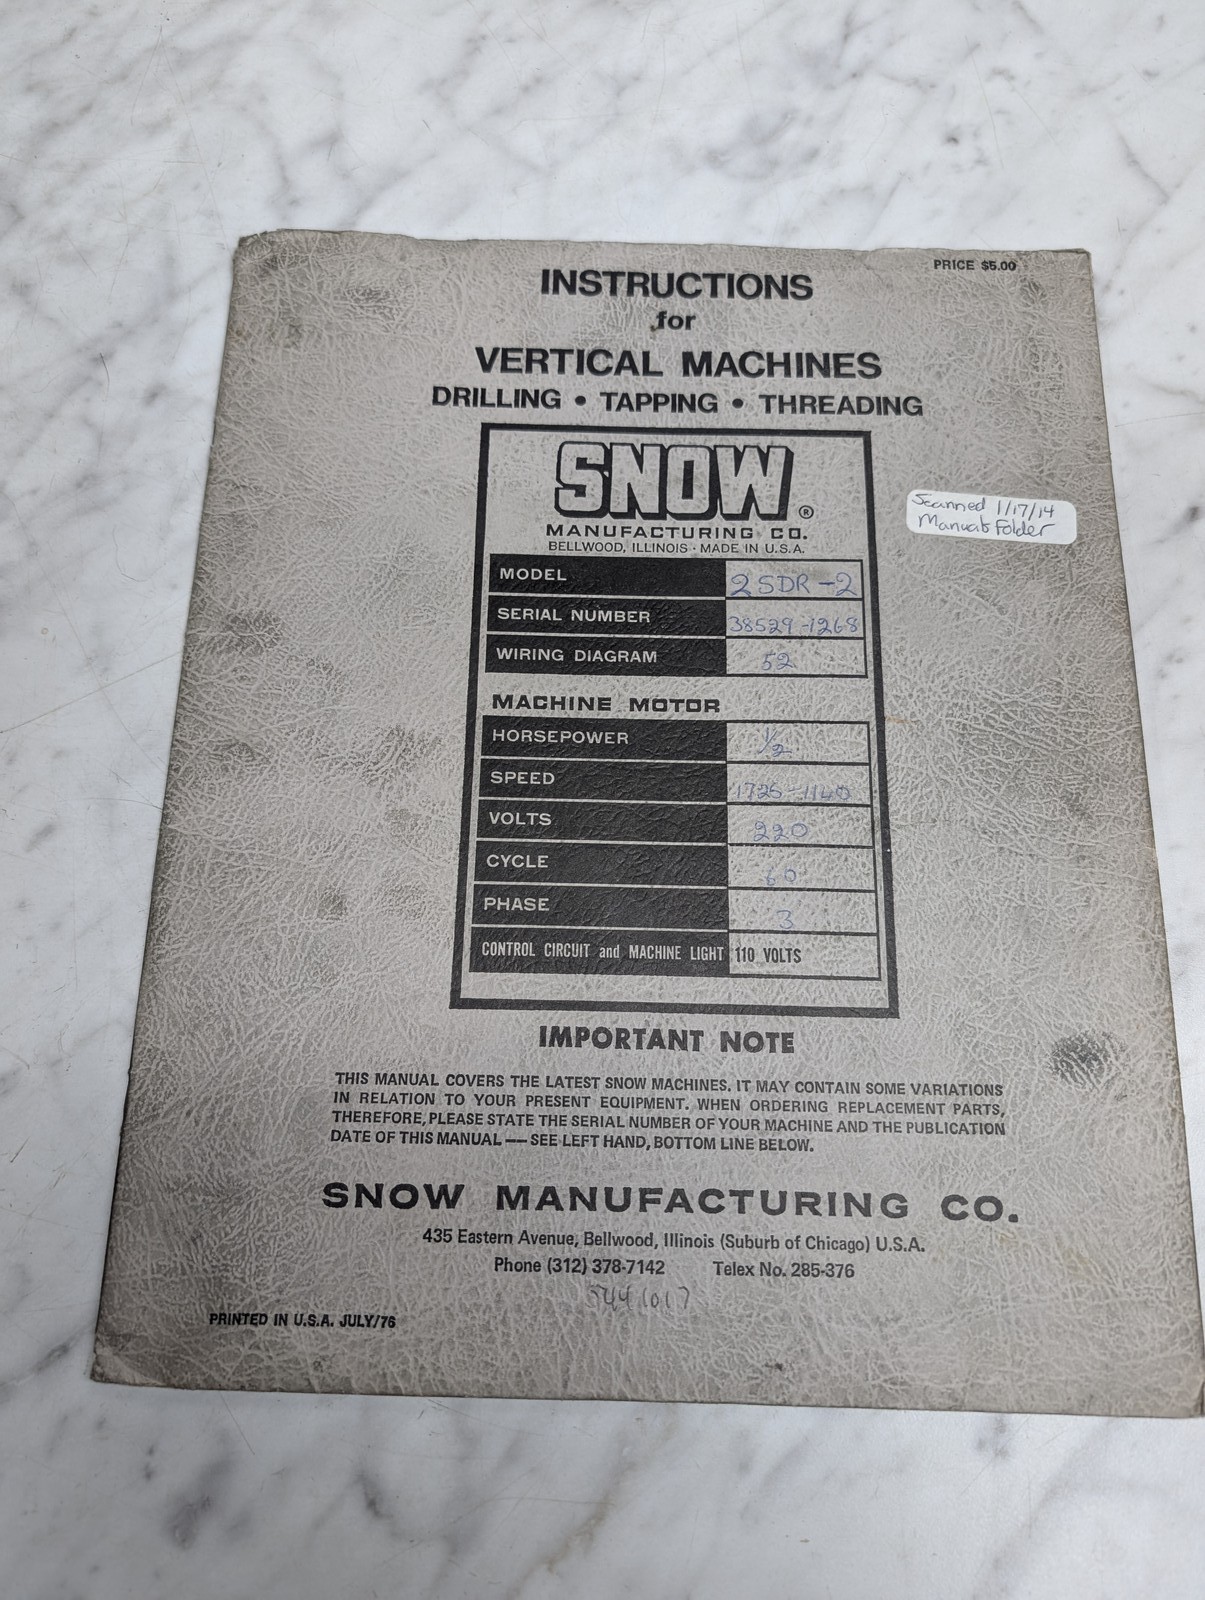 PRICE $5.00
INSTRUCTIONS
for
VERTICAL MACHINES
DRILLING • TAPPING • THREADING
SNOW ®
MANUFACTURING CO.
BELLWOOD, ILLINOIS · MADE IN U.S.A.
Scanned 1/17/14
Manuals Folder
MODEL 2SDR-2
SERIAL NUMBER 38529-1268
WIRING DIAGRAM 52
MACHINE MOTOR
HORSEPOWER 1/2
SPEED 1725-1140
VOLTS 220
CYCLE 60
PHASE 3
CONTROL CIRCUIT and MACHINE LIGHT 110 VOLTS
IMPORTANT NOTE
THIS MANUAL COVERS THE LATEST SNOW MACHINES. IT MAY CONTAIN SOME VARIATIONS
IN RELATION TO YOUR PRESENT EQUIPMENT. WHEN ORDERING REPLACEMENT PARTS,
THEREFORE, PLEASE STATE THE SERIAL NUMBER OF YOUR MACHINE AND THE PUBLICATION
DATE OF THIS MANUAL — SEE LEFT HAND, BOTTOM LINE BELOW.
SNOW MANUFACTURING CO.
435 Eastern Avenue, Bellwood, Illinois (Suburb of Chicago) U.S.A.
Phone (312) 378-7142 Telex No. 285-376
PRINTED IN U.S.A. JULY/76